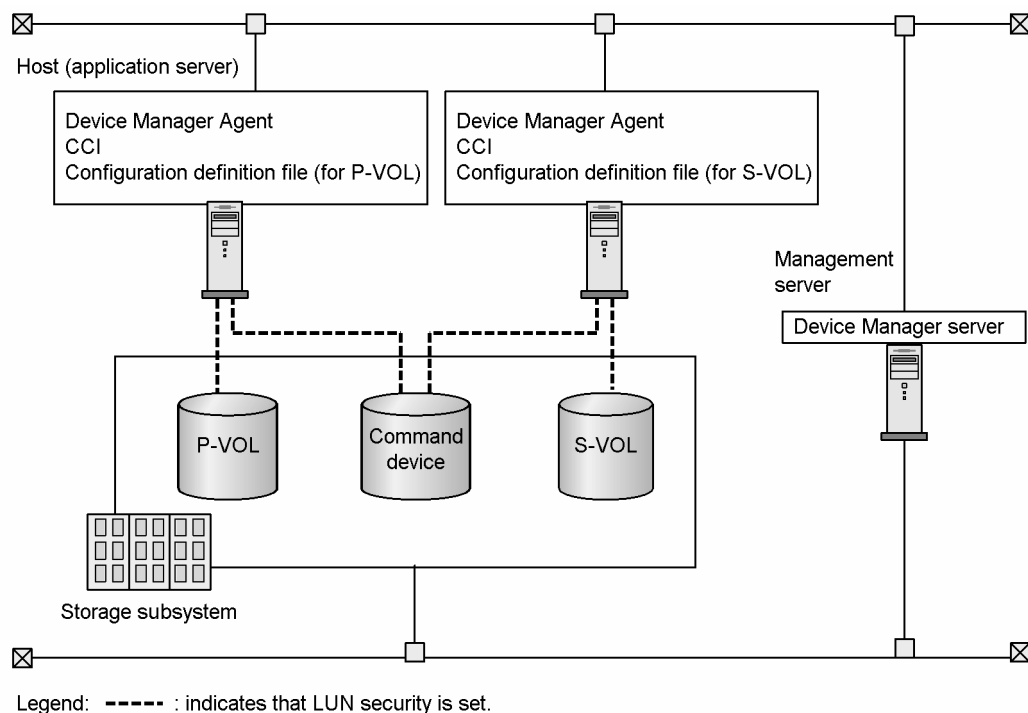 Host (application server)
Device Manager Agent
CCI
Configuration definition file (for P-VOL)
Device Manager Agent
CCI
Configuration definition file (for S-VOL)
Management
server
Device Manager server
P-VOL
Command
device
S-VOL
Storage subsystem
Legend: : indicates that LUN security is set.